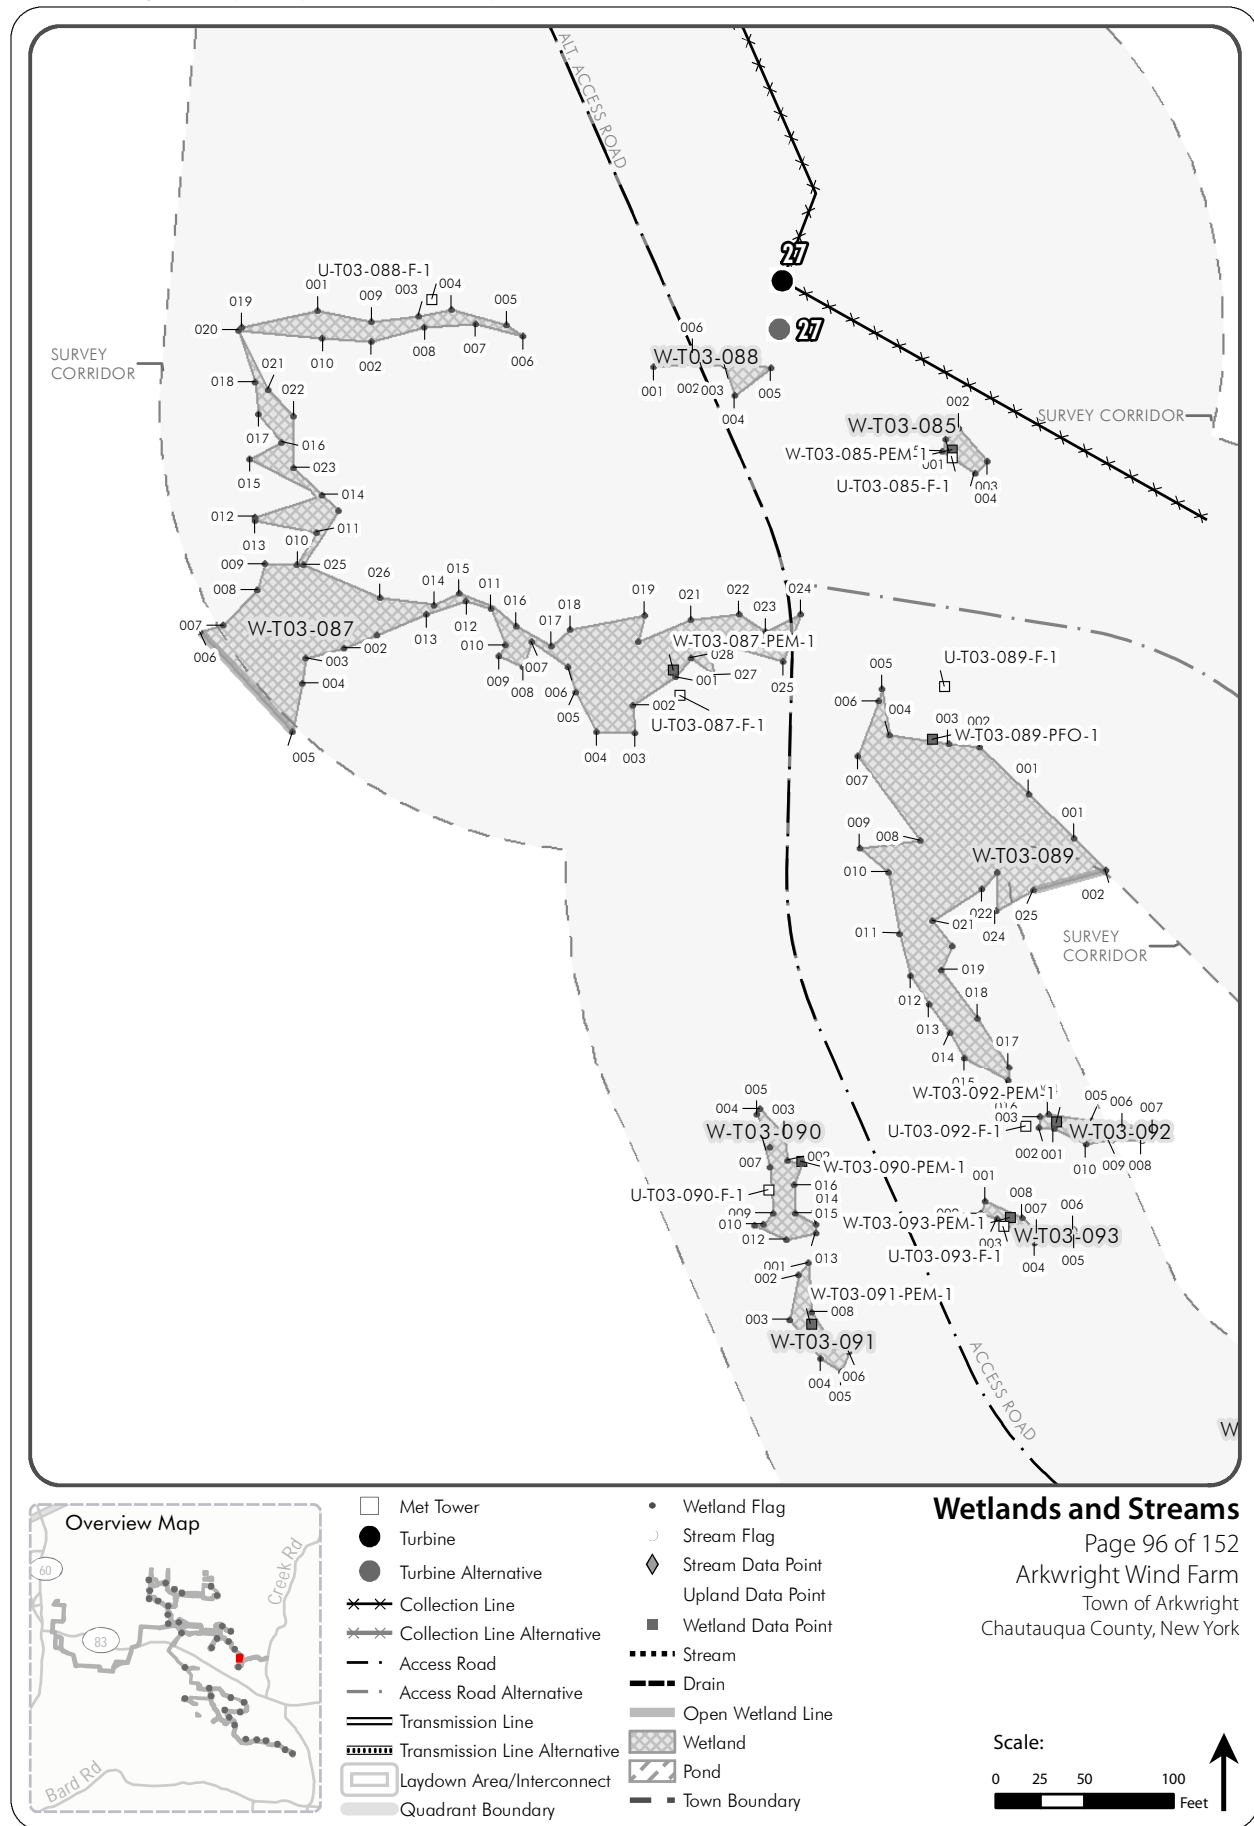 ALT. ACCESS ROAD
27
27
U-T03-088-F-1
001
009
003
004
005
019
020
010
002
008
007
006
SURVEY
CORRIDOR
006
W-T03-088
001
002
003
005
004
021
018
022
017
016
015
023
014
012
013
011
002
SURVEY CORRIDOR
W-T03-085
W-T03-085-PEM-1
001
U-T03-085-F-1
003
004
010
009
025
008
026
014
015
011
016
017
018
019
021
022
023
024
007
W-T03-087
006
002
003
004
005
013
012
010
009
008
007
006
005
W-T03-087-PEM-1
028
027
001
002
U-T03-087-F-1
004
003
025
U-T03-089-F-1
005
006
004
003
002
W-T03-089-PFO-1
007
001
001
009
008
W-T03-089
010
002
022
025
021
024
011
SURVEY
CORRIDOR
019
012
018
013
017
014
015
016
W-T03-092-PEM-1
005
006
007
003
U-T03-092-F-1
W-T03-092
002
001
010
009
008
005
004
003
W-T03-090
007
002
W-T03-090-PEM-1
U-T03-090-F-1
016
014
009
015
010
012
001
008
007
006
W-T03-093-PEM-1
W-T03-093
003
U-T03-093-F-1
004
005
001
013
002
W-T03-091-PEM-1
003
008
W-T03-091
004
006
005
ACCESS ROAD
W
Overview Map
60
83
Creek Rd
Bard Rd
Met Tower
Turbine
Turbine Alternative
Collection Line
Collection Line Alternative
Access Road
Access Road Alternative
Transmission Line
Transmission Line Alternative
Laydown Area/Interconnect
Quadrant Boundary
Wetland Flag
Stream Flag
Stream Data Point
Upland Data Point
Wetland Data Point
Stream
Drain
Open Wetland Line
Wetland
Pond
Town Boundary
Wetlands and Streams
Page 96 of 152
Arkwright Wind Farm
Town of Arkwright
Chautauqua County, New York
Scale:
0 25 50 100
Feet